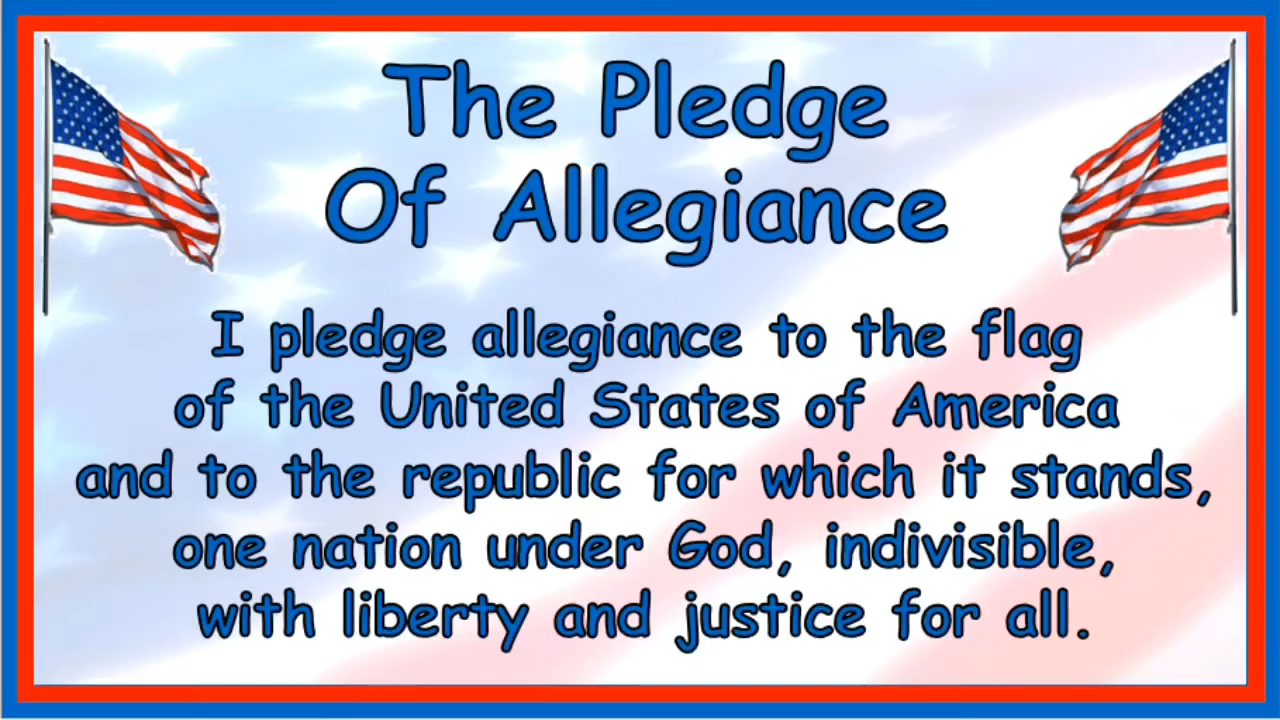 The Pledge
Of Allegiance
I pledge allegiance to the flag
of the United States of America
and to the republic for which it stands,
one nation under God, indivisible,
with liberty and justice for all.